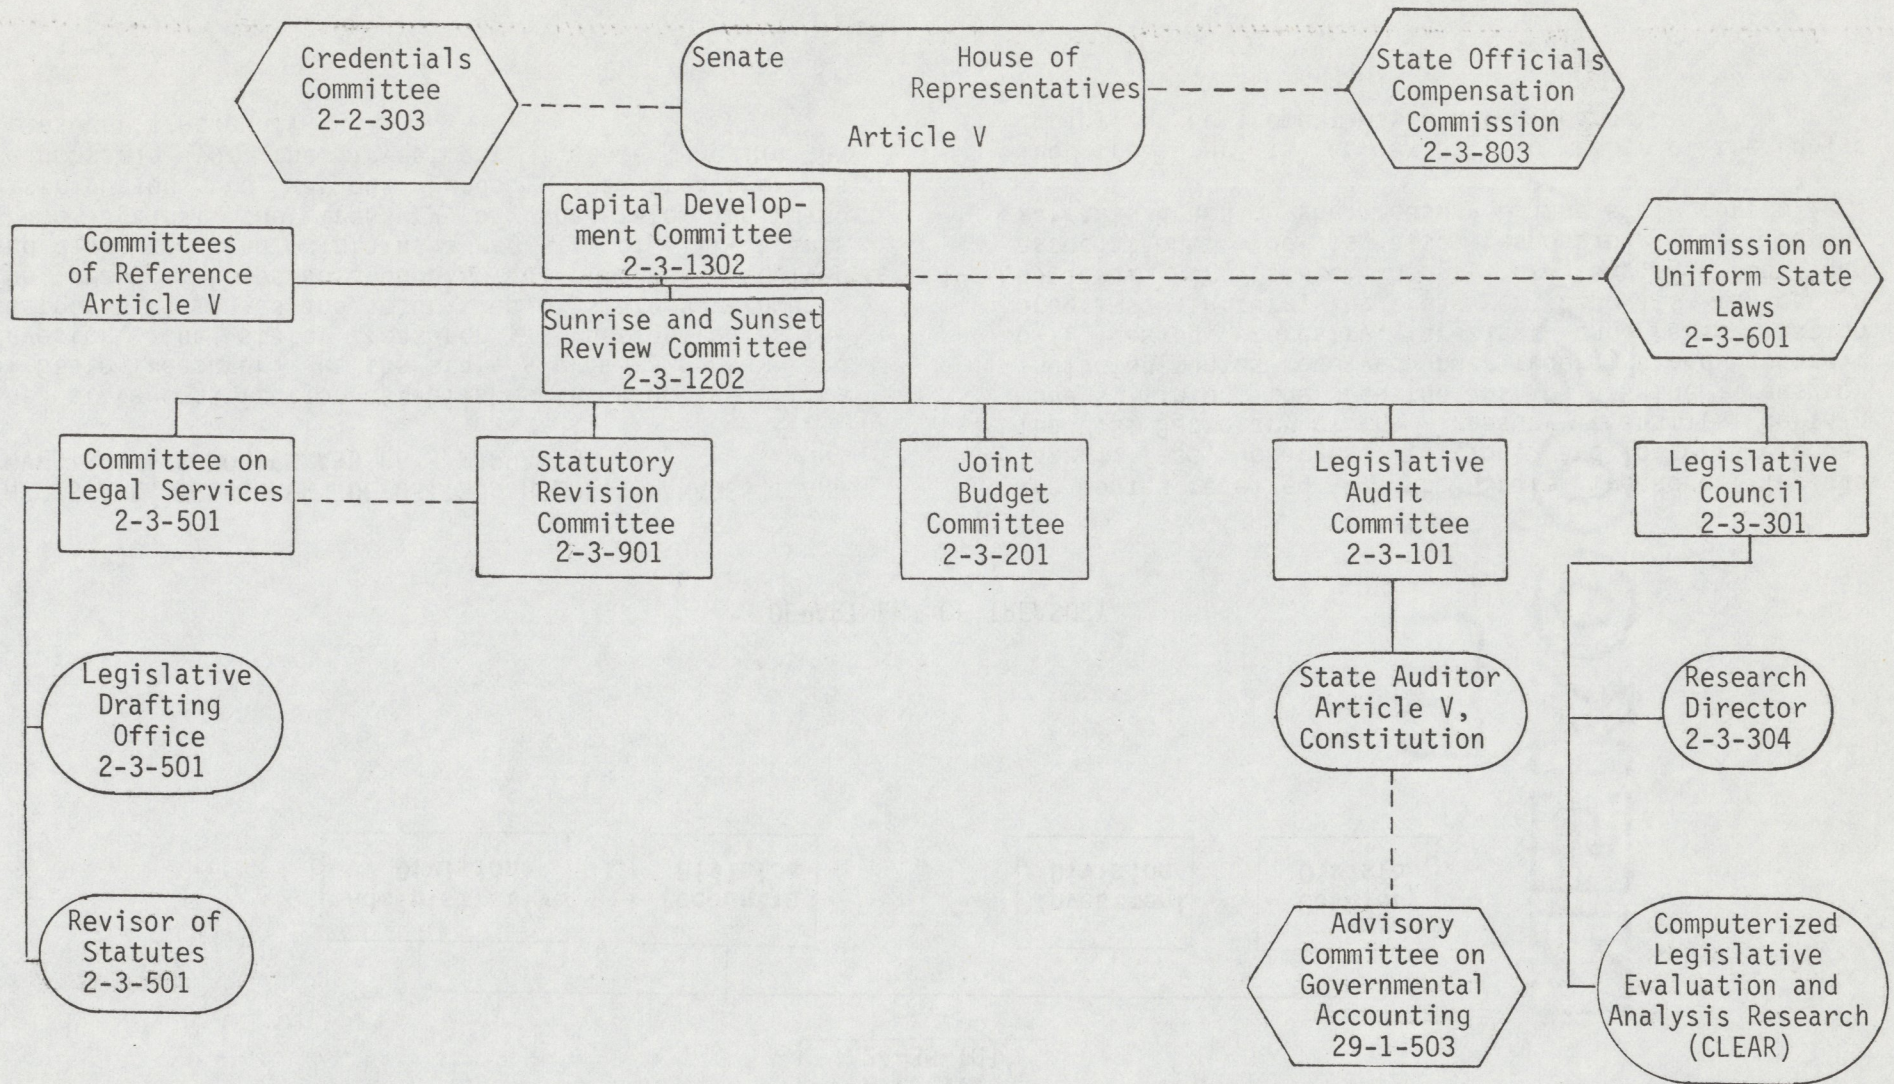 Credentials
Committee
2-2-303
Senate
House of
Representatives
Article V
State Officials
Compensation
Commission
2-3-803
Capital Develop-
ment Committee
2-3-1302
Committees
of Reference
Article V
Commission on
Uniform State
Laws
2-3-601
Sunrise and Sunset
Review Committee
2-3-1202
Committee on
Legal Services
2-3-501
Statutory
Revision
Committee
2-3-901
Joint
Budget
Committee
2-3-201
Legislative
Audit
Committee
2-3-101
Legislative
Council
2-3-301
Legislative
Drafting
Office
2-3-501
State Auditor
Article V,
Constitution
Research
Director
2-3-304
Revisor of
Statutes
2-3-501
Advisory
Committee on
Governmental
Accounting
29-1-503
Computerized
Legislative
Evaluation and
Analysis Research
(CLEAR)